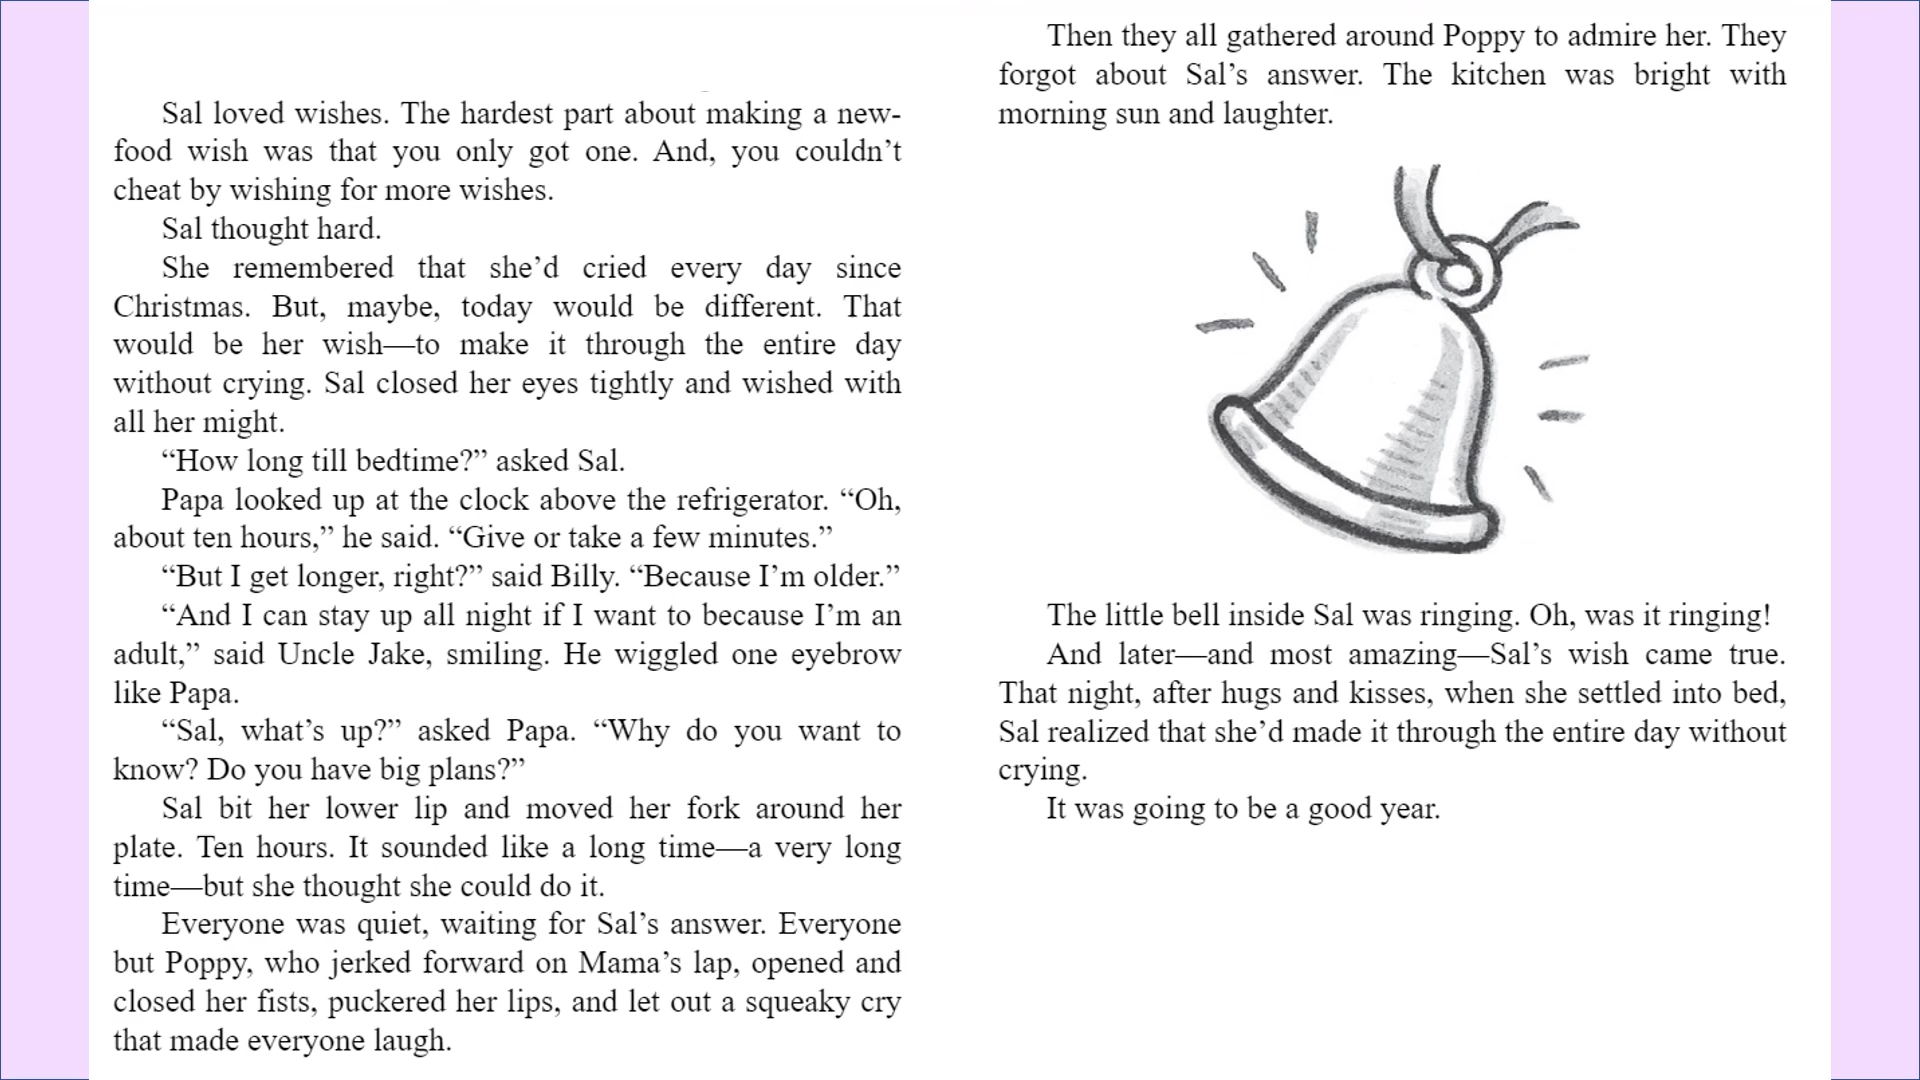 Sal loved wishes. The hardest part about making a new-
food wish was that you only got one. And, you couldn’t
cheat by wishing for more wishes.
Sal thought hard.
She remembered that she’d cried every day since
Christmas. But, maybe, today would be different. That
would be her wish—to make it through the entire day
without crying. Sal closed her eyes tightly and wished with
all her might.
“How long till bedtime?” asked Sal.
Papa looked up at the clock above the refrigerator. “Oh,
about ten hours,” he said. “Give or take a few minutes.”
“But I get longer, right?” said Billy. “Because I’m older.”
“And I can stay up all night if I want to because I’m an
adult,” said Uncle Jake, smiling. He wiggled one eyebrow
like Papa.
“Sal, what’s up?” asked Papa. “Why do you want to
know? Do you have big plans?”
Sal bit her lower lip and moved her fork around her
plate. Ten hours. It sounded like a long time—a very long
time—but she thought she could do it.
Everyone was quiet, waiting for Sal’s answer. Everyone
but Poppy, who jerked forward on Mama’s lap, opened and
closed her fists, puckered her lips, and let out a squeaky cry
that made everyone laugh.
Then they all gathered around Poppy to admire her. They
forgot about Sal’s answer. The kitchen was bright with
morning sun and laughter.
The little bell inside Sal was ringing. Oh, was it ringing!
And later—and most amazing—Sal’s wish came true.
That night, after hugs and kisses, when she settled into bed,
Sal realized that she’d made it through the entire day without
crying.
It was going to be a good year.